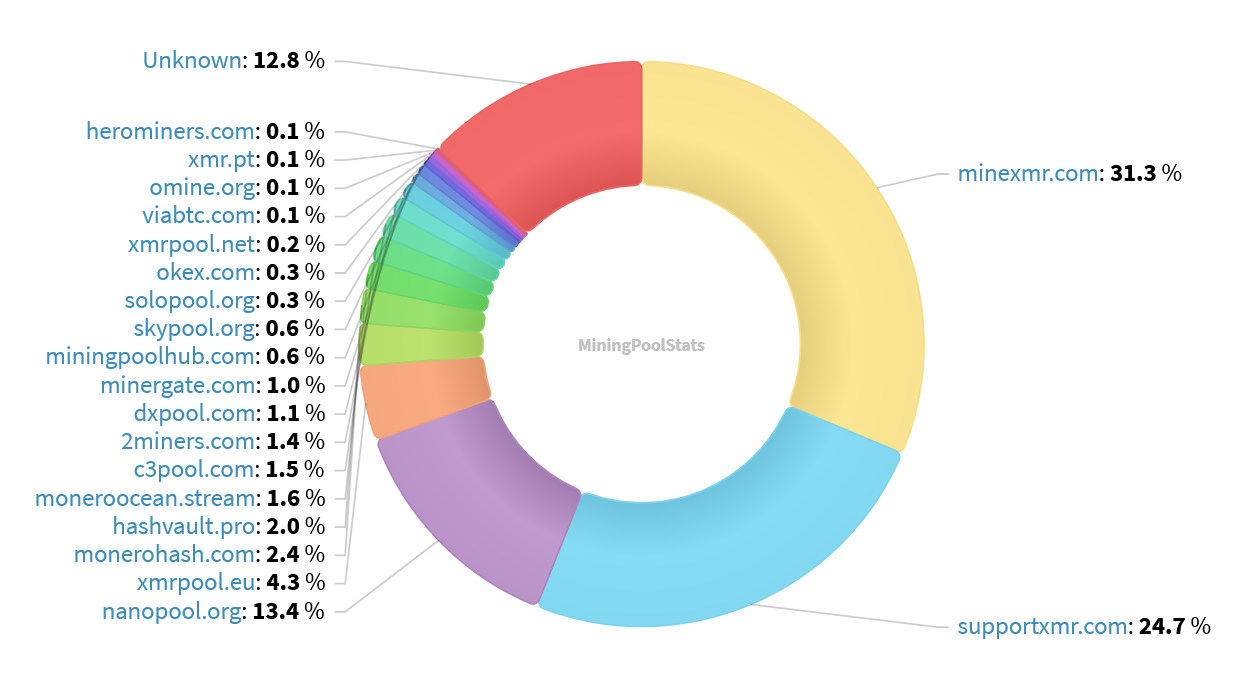 Unknown: 12.8 %
herominers.com: 0.1 %
xmr.pt: 0.1 %
omine.org: 0.1 %
viabtc.com: 0.1 %
xmrpool.net: 0.2 %
okex.com: 0.3 %
solopool.org: 0.3 %
skypool.org: 0.6 %
miningpoolhub.com: 0.6 %
minergate.com: 1.0 %
dxpool.com: 1.1 %
2miners.com: 1.4 %
c3pool.com: 1.5 %
moneroocean.stream: 1.6 %
hashvault.pro: 2.0 %
monerohash.com: 2.4 %
xmrpool.eu: 4.3 %
nanopool.org: 13.4 %
MiningPoolStats
minexmr.com: 31.3 %
supportxmr.com: 24.7 %